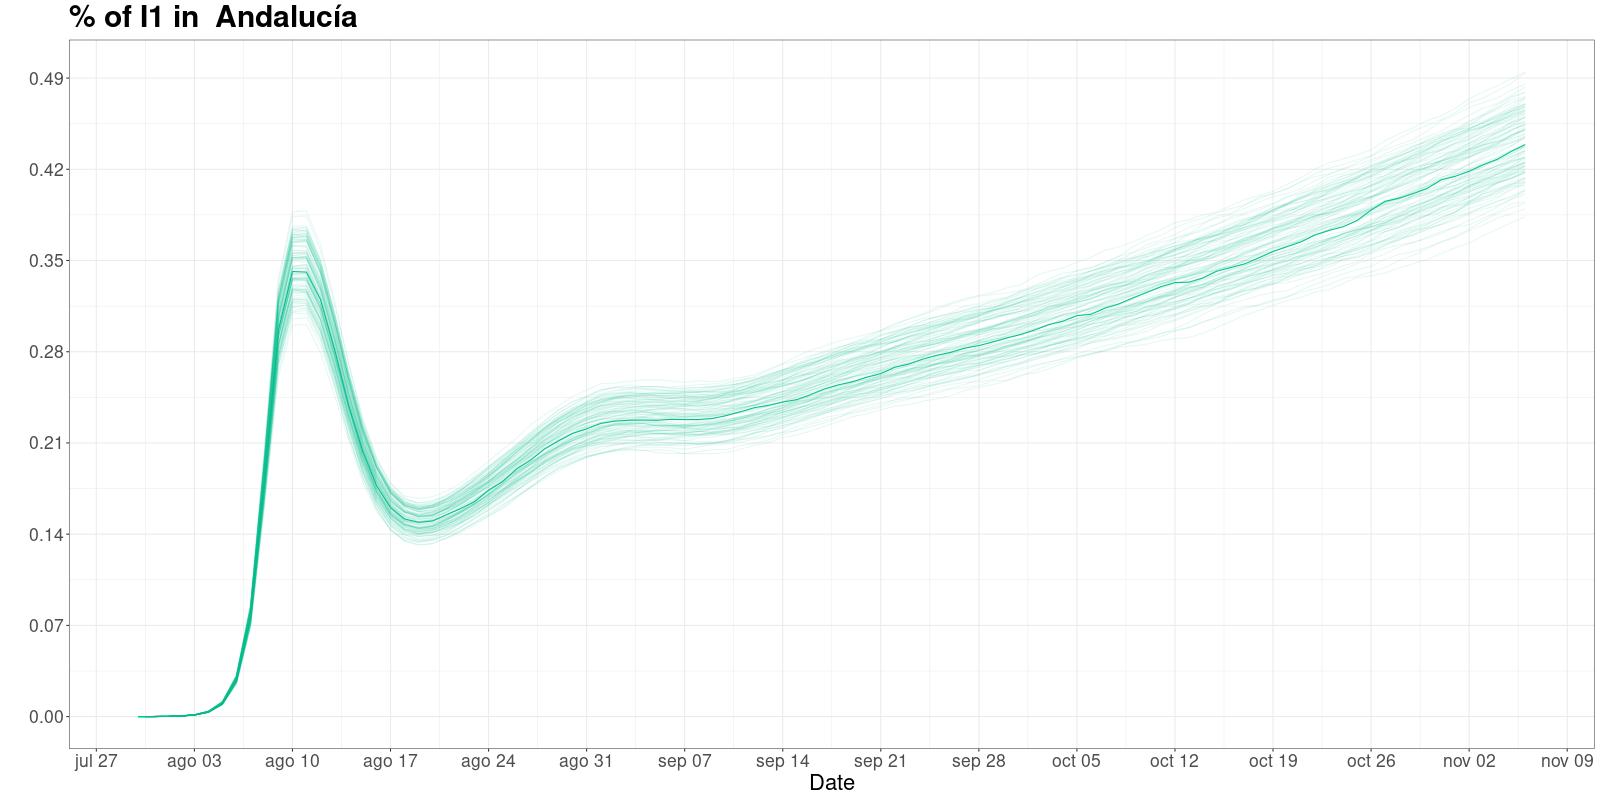 % of I1 in  Andalucía
0.49
0.42
0.35
0.28
0.21
0.14
0.07
0.00
jul 27 ago 03 ago 10 ago 17 ago 24 ago 31 sep 07 sep 14 sep 21 sep 28 oct 05 oct 12 oct 19 oct 26 nov 02 nov 09
Date